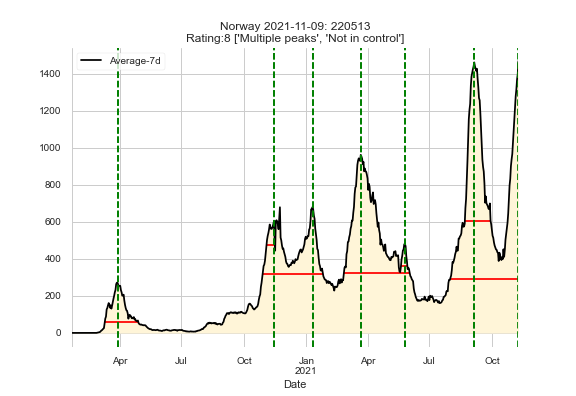 Norway 2021-11-09: 220513
Rating:8 ['Multiple peaks', 'Not in control']
Average-7d
1400
1200
1000
800
600
400
200
0
Apr Jul Oct Jan Apr Jul Oct
2021
Date